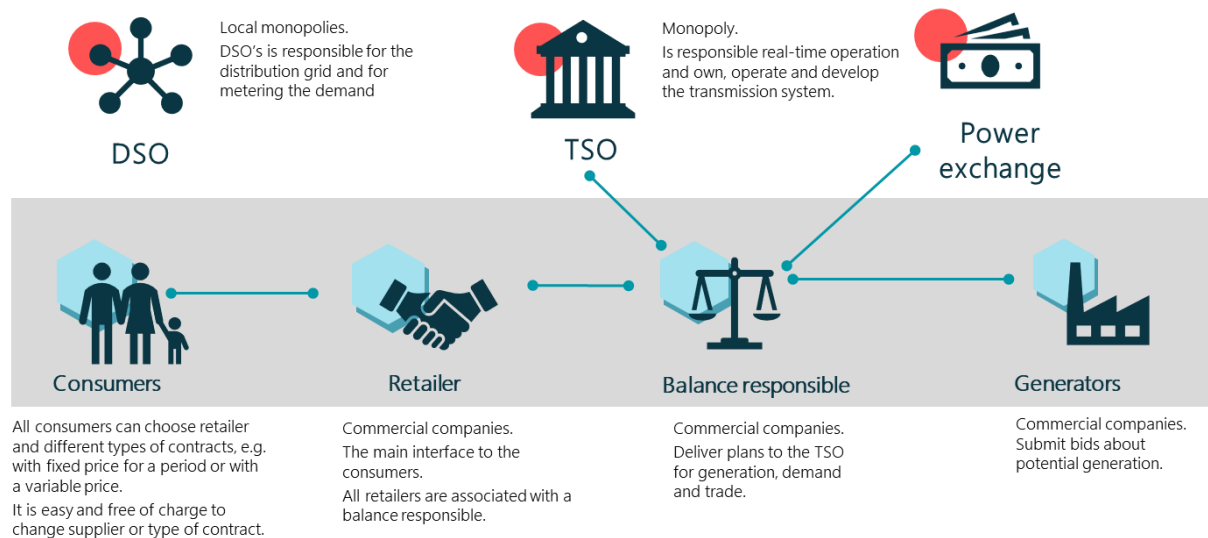 Local monopolies.
DSO's is responsible for the
distribution grid and for
metering the demand
DSO
Monopoly.
Is responsible real-time operation
and own, operate and develop
the transmission system.
TSO
Power
exchange
Consumers
Retailer
Balance responsible
Generators
All consumers can choose retailer
and different types of contracts, e.g.
with fixed price for a period or with
a variable price.
It is easy and free of charge to
change supplier or type of contract.
Commercial companies.
The main interface to the
consumers.
All retailers are associated with a
balance responsible.
Commercial companies.
Deliver plans to the TSO
for generation, demand
and trade.
Commercial companies.
Submit bids about
potential generation.